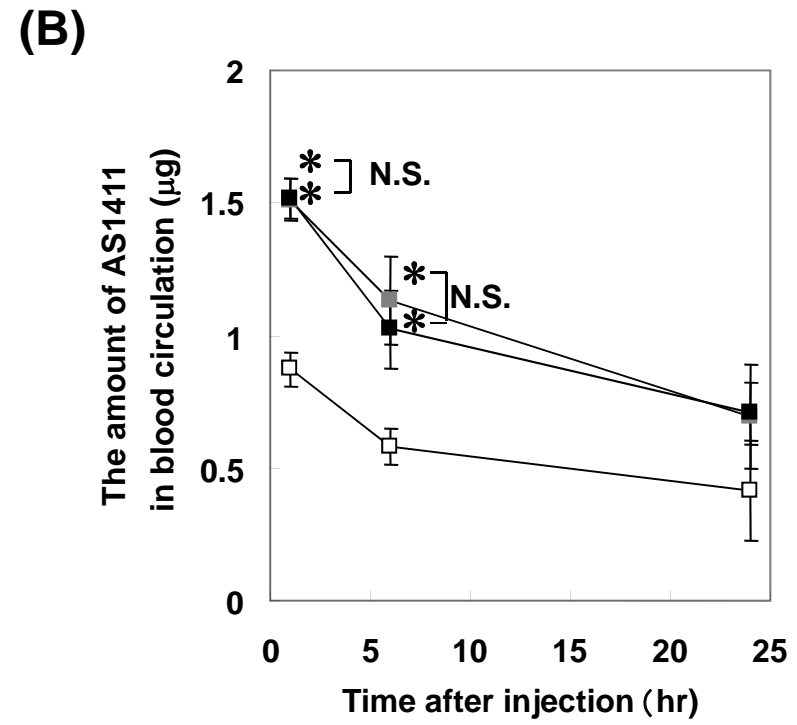 (B)
The amount of AS1411
in blood circulation (μg)
2
1.5
1
0.5
0
* N.S.
*
* N.S.
*
0 5 10 15 20 25
Time after injection (hr)